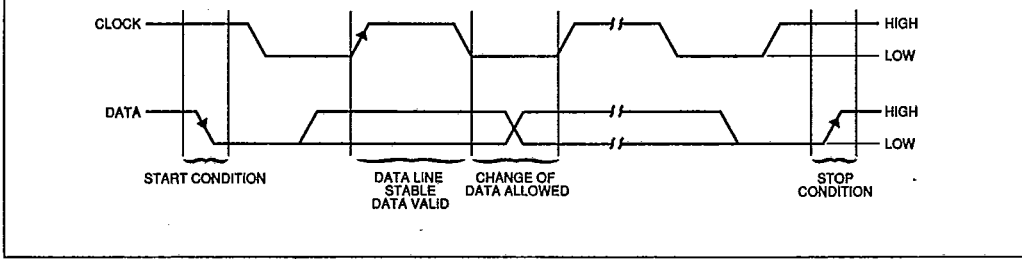 CLOCK
HIGH
LOW
DATA
HIGH
LOW
START CONDITION
DATA LINE
STABLE
DATA VALID
CHANGE OF
DATA ALLOWED
STOP
CONDITION